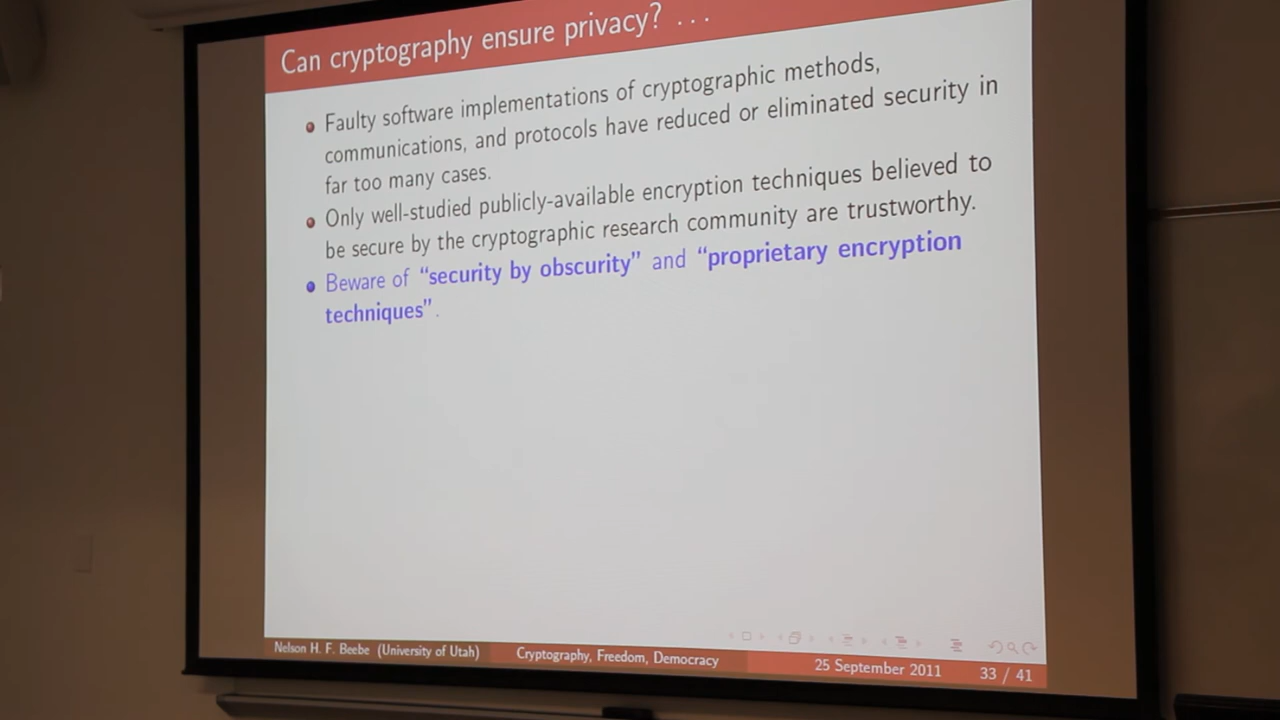 Can cryptography ensure privacy? ...
Faulty software implementations of cryptographic methods,
communications, and protocols have reduced or eliminated security in
far too many cases.
Only well-studied publicly-available encryption techniques believed to
be secure by the cryptographic research community are trustworthy.
Beware of “security by obscurity” and “proprietary encryption
techniques”.
Nelson H. F. Beebe (University of Utah) Cryptography, Freedom, Democracy 25 September 2011 33 / 41